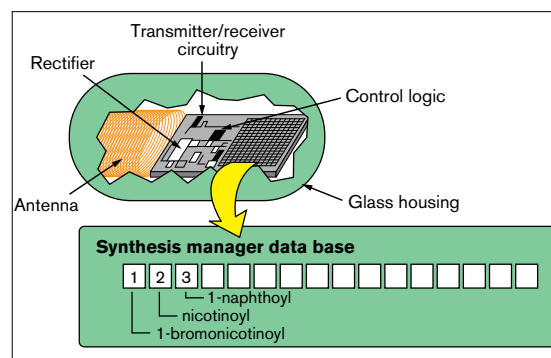 Transmitter/receiver
circuitry
Rectifier
Control logic
Antenna
Glass housing
Synthesis manager data base
1 2 3
1-naphthoyl
nicotinoyl
1-bromonicotinoyl